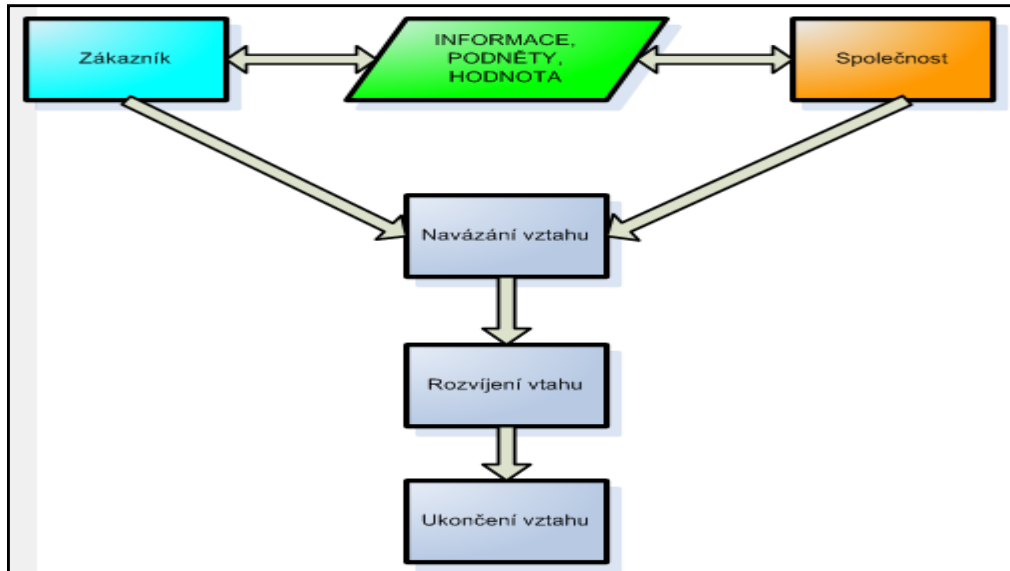 Zákazník
INFORMACE,
PODNĚTY,
HODNOTA
Společnost
Navázání vztahu
Rozvíjení vtahu
Ukončení vztahu